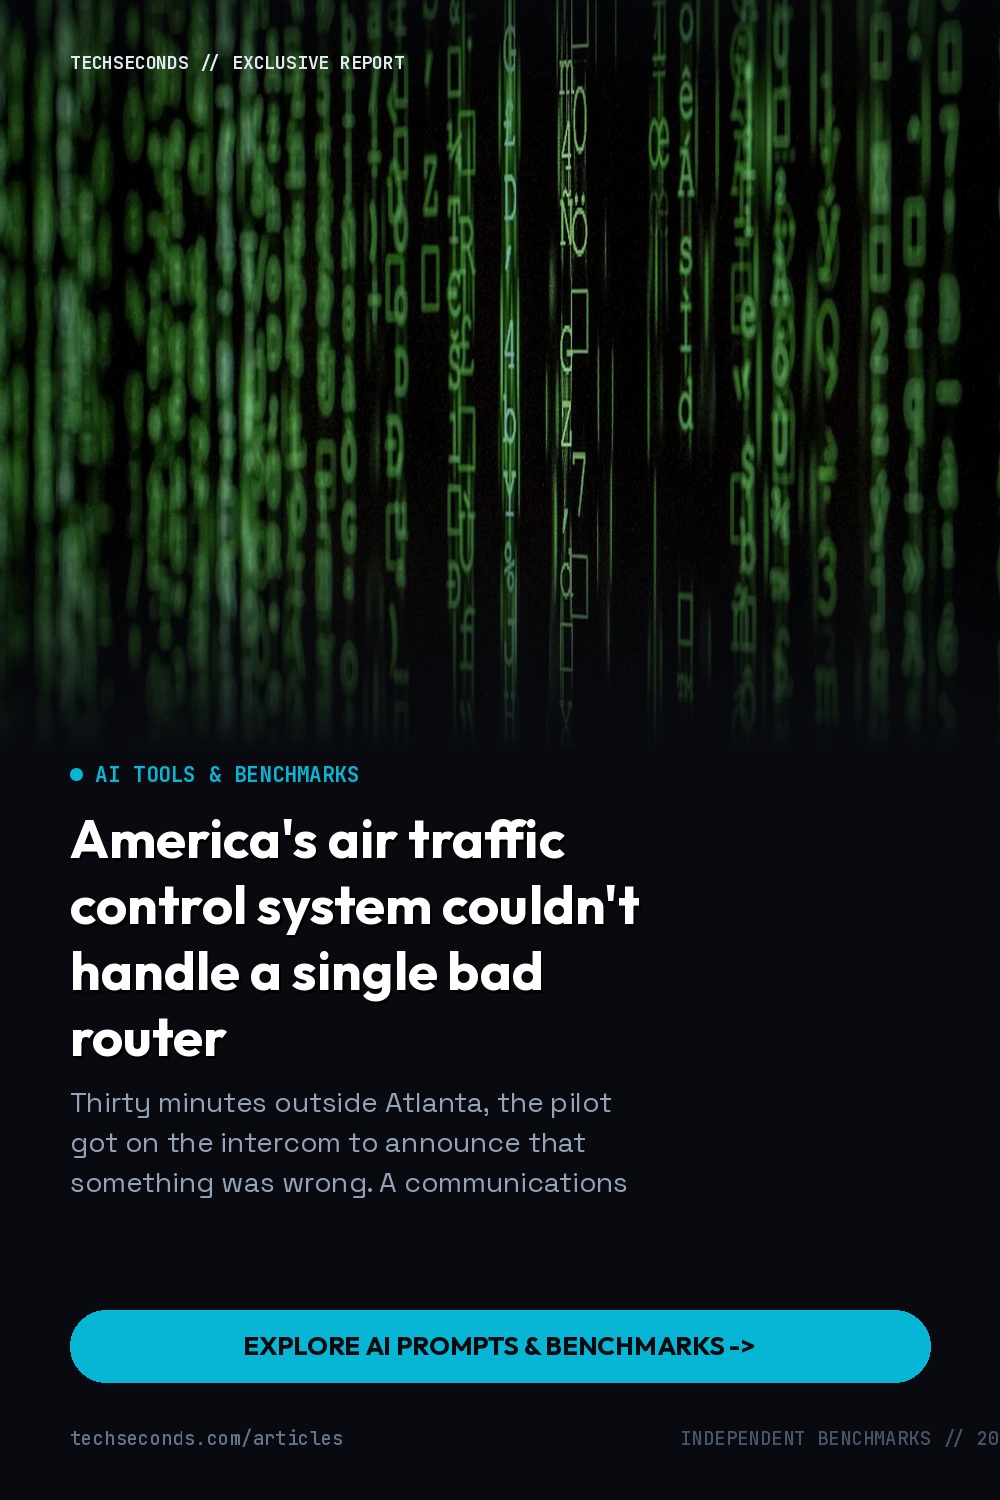 TECHSECONDS // EXCLUSIVE REPORT
AI TOOLS & BENCHMARKS
America's air traffic
control system couldn't
handle a single bad
router
Thirty minutes outside Atlanta, the pilot
got on the intercom to announce that
something was wrong. A communications
EXPLORE AI PROMPTS & BENCHMARKS ->
techseconds.com/articles
INDEPENDENT BENCHMARKS // 20